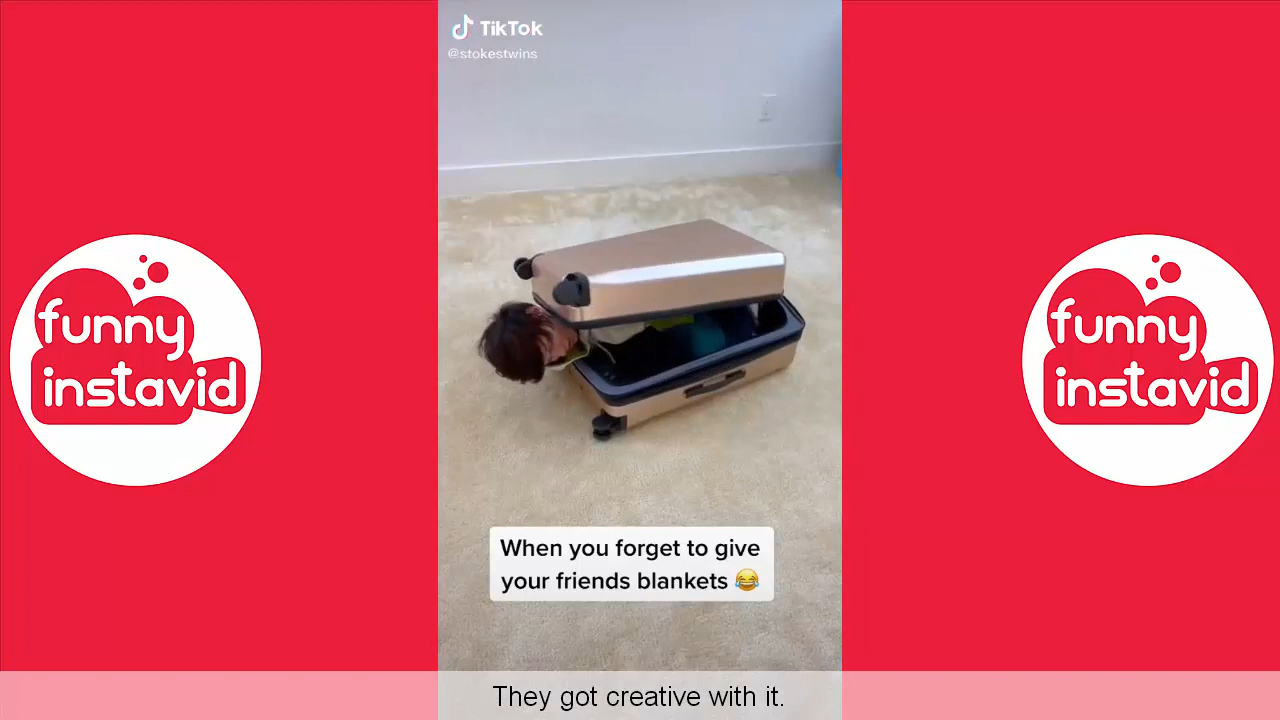 TikTok
@stokestwins
funny
instavid
funny
instavid
When you forget to give
your friends blankets 😂
They got creative with it.